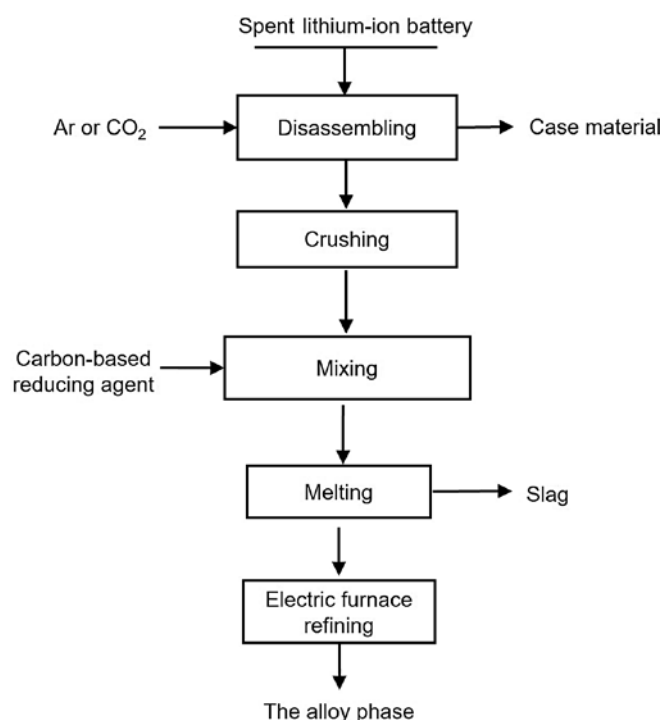 Spent lithium-ion battery
Ar or CO₂
Disassembling
Case material
Crushing
Carbon-based
reducing agent
Mixing
Melting
Slag
Electric furnace
refining
The alloy phase